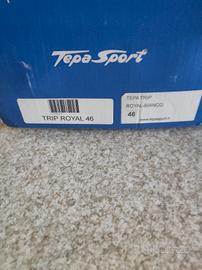 Tepa Sport
TRIP ROYAL 46
TEPA TRIP
ROYAL-BIANCO
46
www.tepasport.it